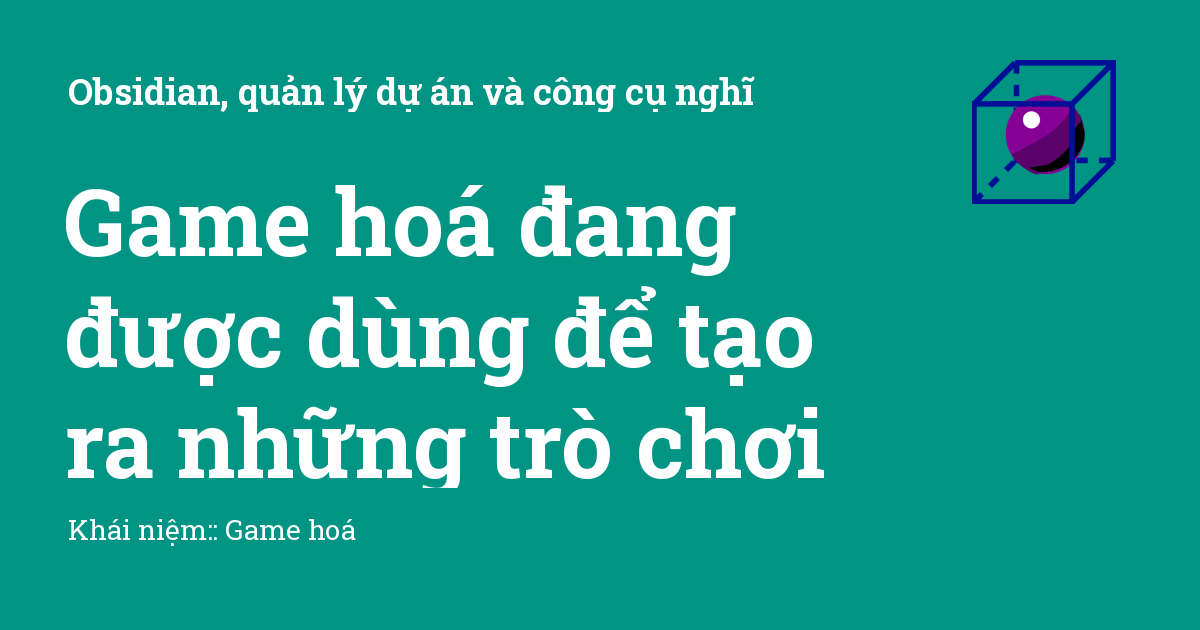 Obsidian, quản lý dự án và công cụ nghĩ
Game hoá đang
được dùng để tạo
ra những trò chơi
Khái niệm:: Game hoá